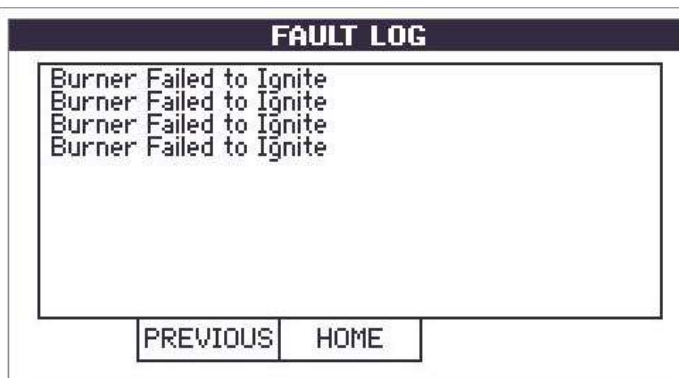 FAULT LOG
Burner Failed to Ignite
Burner Failed to Ignite
Burner Failed to Ignite
Burner Failed to Ignite
PREVIOUS HOME